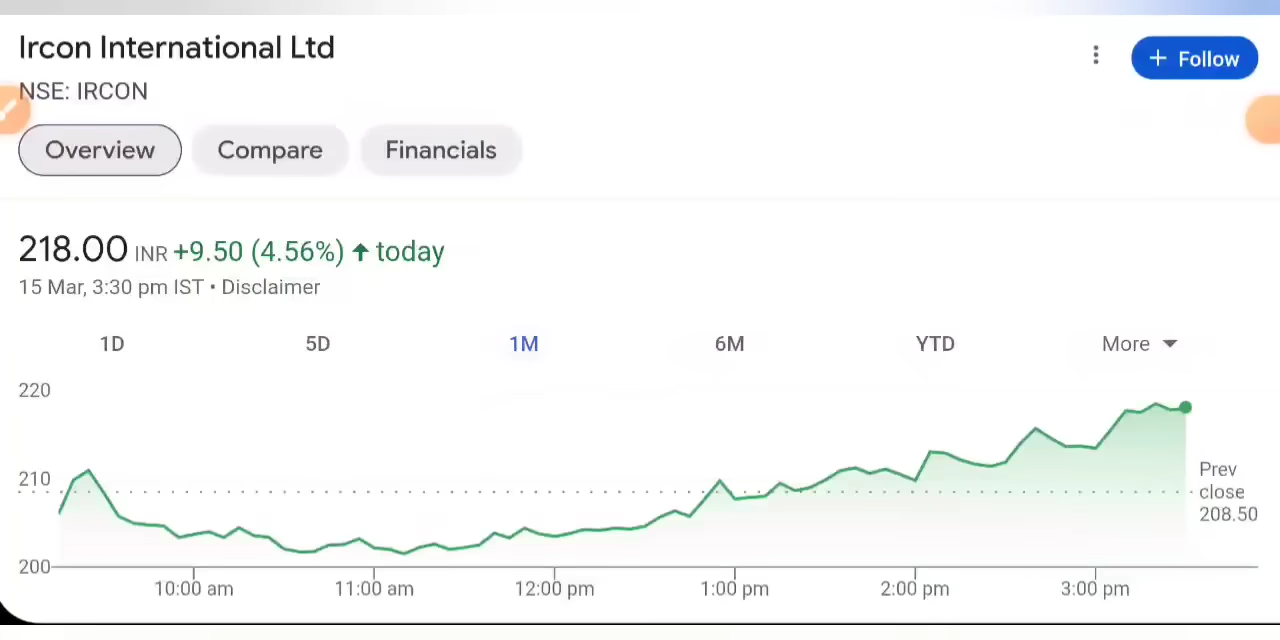 Ircon International Ltd
+ Follow
NSE: IRCON
Overview Compare Financials
218.00 INR +9.50 (4.56%) ↑ today
15 Mar, 3:30 pm IST • Disclaimer
1D 5D 1M 6M YTD More
220
210
200
Prev
close
208.50
10:00 am 11:00 am 12:00 pm 1:00 pm 2:00 pm 3:00 pm